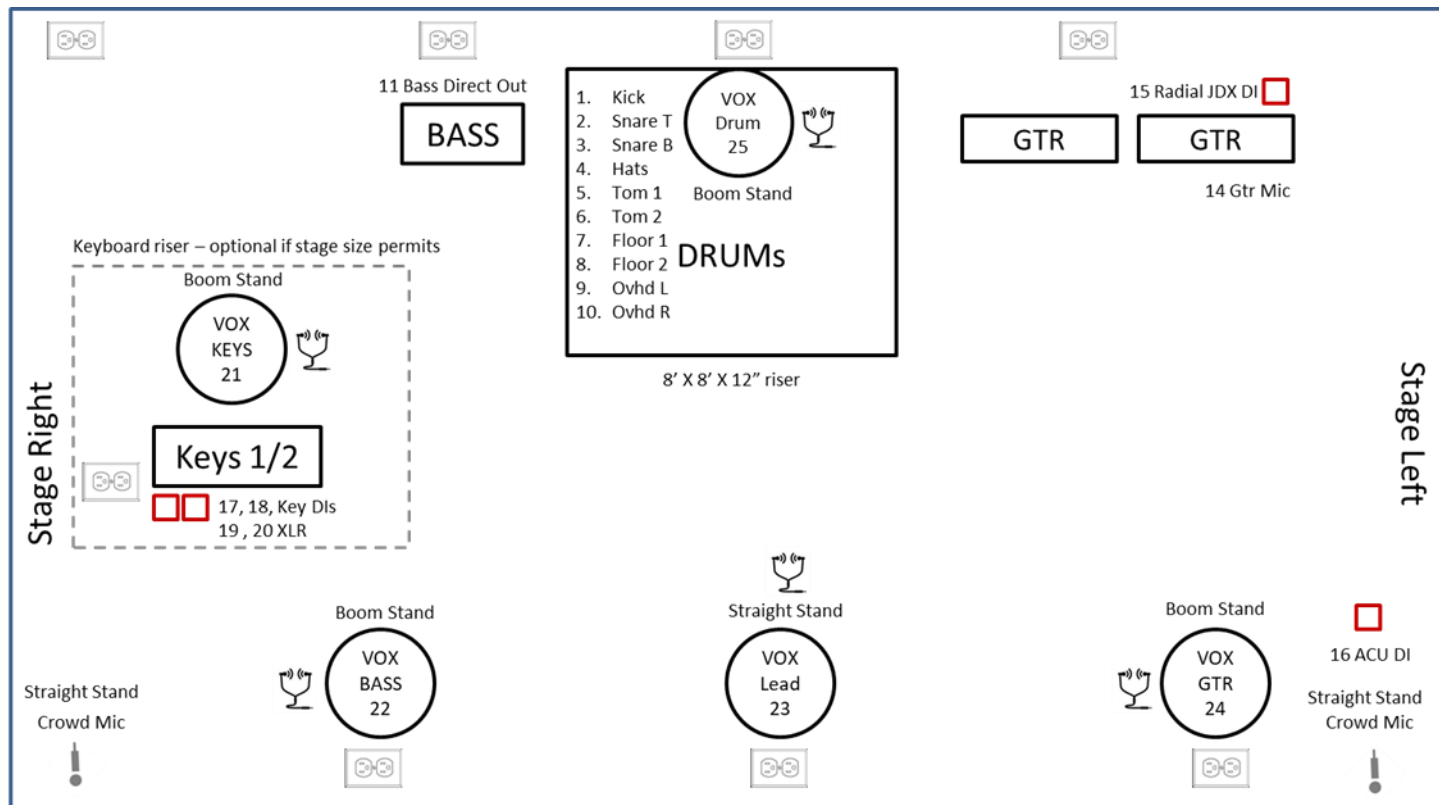 11 Bass Direct Out
BASS
1. Kick
2. Snare T
3. Snare B
4. Hats
5. Tom 1
6. Tom 2
7. Floor 1
8. Floor 2
9. Ovhd L
10. Ovhd R
VOX
Drum
25
Boom Stand
DRUMs
8’ X 8’ X 12” riser
15 Radial JDX DI
GTR
GTR
14 Gtr Mic
Keyboard riser – optional if stage size permits
Boom Stand
VOX
KEYS
21
Keys 1/2
17, 18, Key DIs
19 , 20 XLR
Stage Right
Stage Left
Boom Stand
VOX
BASS
22
Straight Stand
VOX
Lead
23
Boom Stand
VOX
GTR
24
16 ACU DI
Straight Stand
Crowd Mic
Straight Stand
Crowd Mic